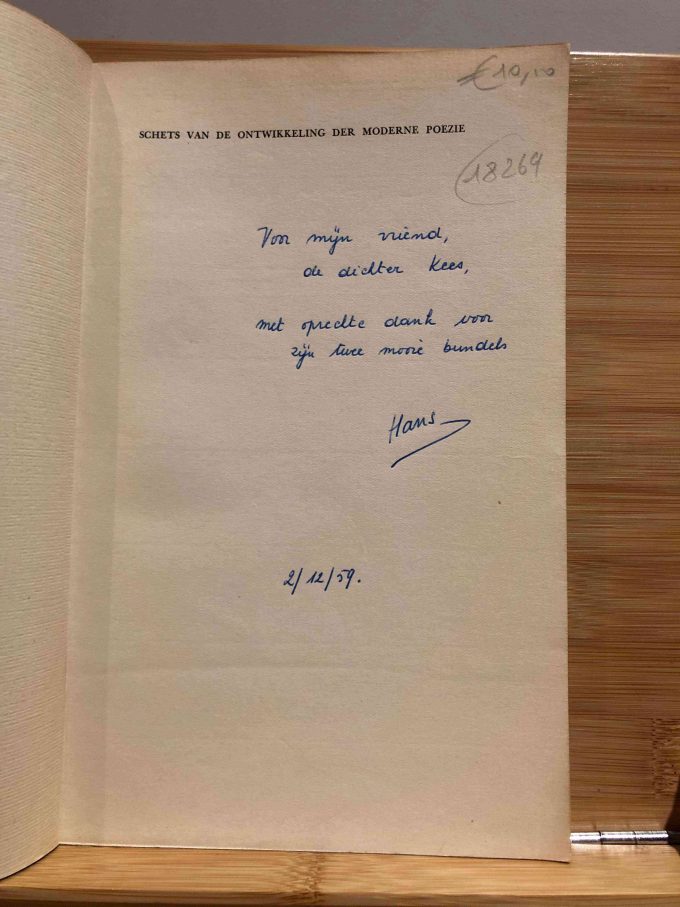 €10,00
SCHETS VAN DE ONTWIKKELING DER MODERNE POEZIE
18269
Voor mijn vriend,
de dichter Kees,
met oprechte dank voor
zijn twee mooie bundels
Hans
2/12/59.